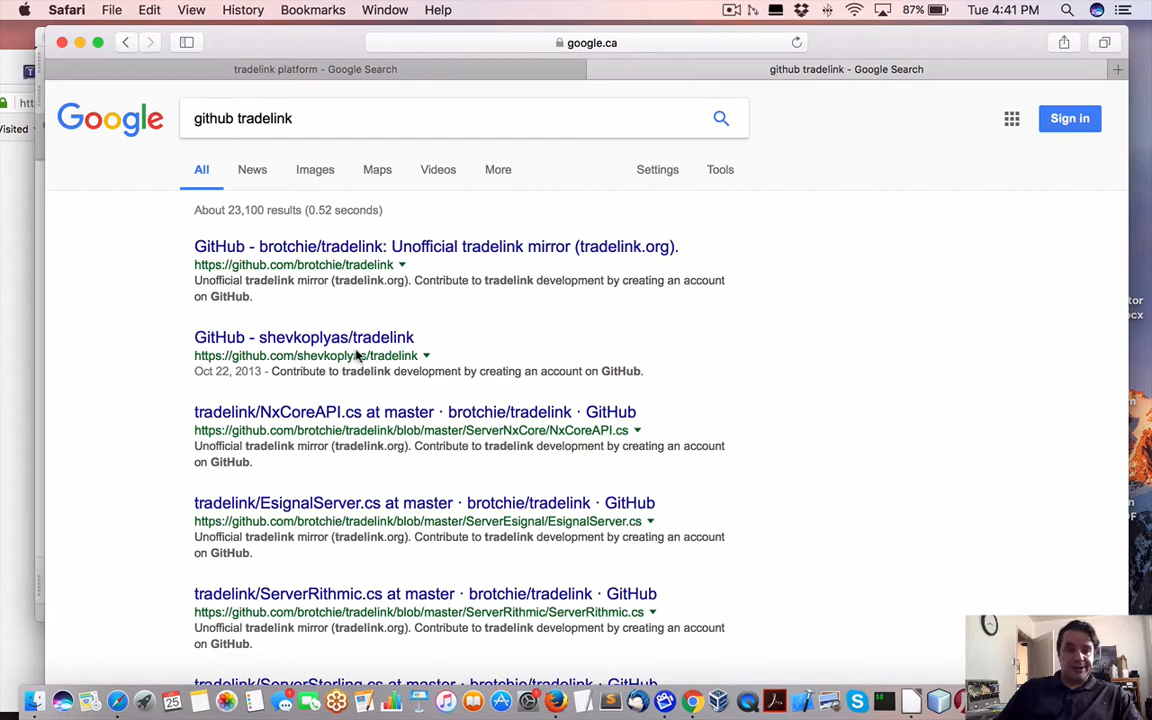 Safari File Edit View History Bookmarks Window Help 87% Tue 4:41 PM
google.ca
tradelink platform - Google Search github tradelink - Google Search
Google github tradelink Sign in
All News Images Maps Videos More Settings Tools
About 23,100 results (0.52 seconds)
GitHub - brotchie/tradelink: Unofficial tradelink mirror (tradelink.org).
https://github.com/brotchie/tradelink
Unofficial tradelink mirror (tradelink.org). Contribute to tradelink development by creating an account
on GitHub.
GitHub - shevkoplyas/tradelink
https://github.com/shevkoplyas/tradelink
Oct 22, 2013 - Contribute to tradelink development by creating an account on GitHub.
tradelink/NxCoreAPI.cs at master · brotchie/tradelink · GitHub
https://github.com/brotchie/tradelink/blob/master/ServerNxCore/NxCoreAPI.cs
Unofficial tradelink mirror (tradelink.org). Contribute to tradelink development by creating an account
on GitHub.
tradelink/EsignalServer.cs at master · brotchie/tradelink · GitHub
https://github.com/brotchie/tradelink/blob/master/ServerEsignal/EsignalServer.cs
Unofficial tradelink mirror (tradelink.org). Contribute to tradelink development by creating an account
on GitHub.
tradelink/ServerRithmic.cs at master · brotchie/tradelink · GitHub
https://github.com/brotchie/tradelink/blob/master/ServerRithmic/ServerRithmic.cs
Unofficial tradelink mirror (tradelink.org). Contribute to tradelink development by creating an account
on GitHub.
tradelink/ServerSterling.cs at master · brotchie/tradelink · GitHub